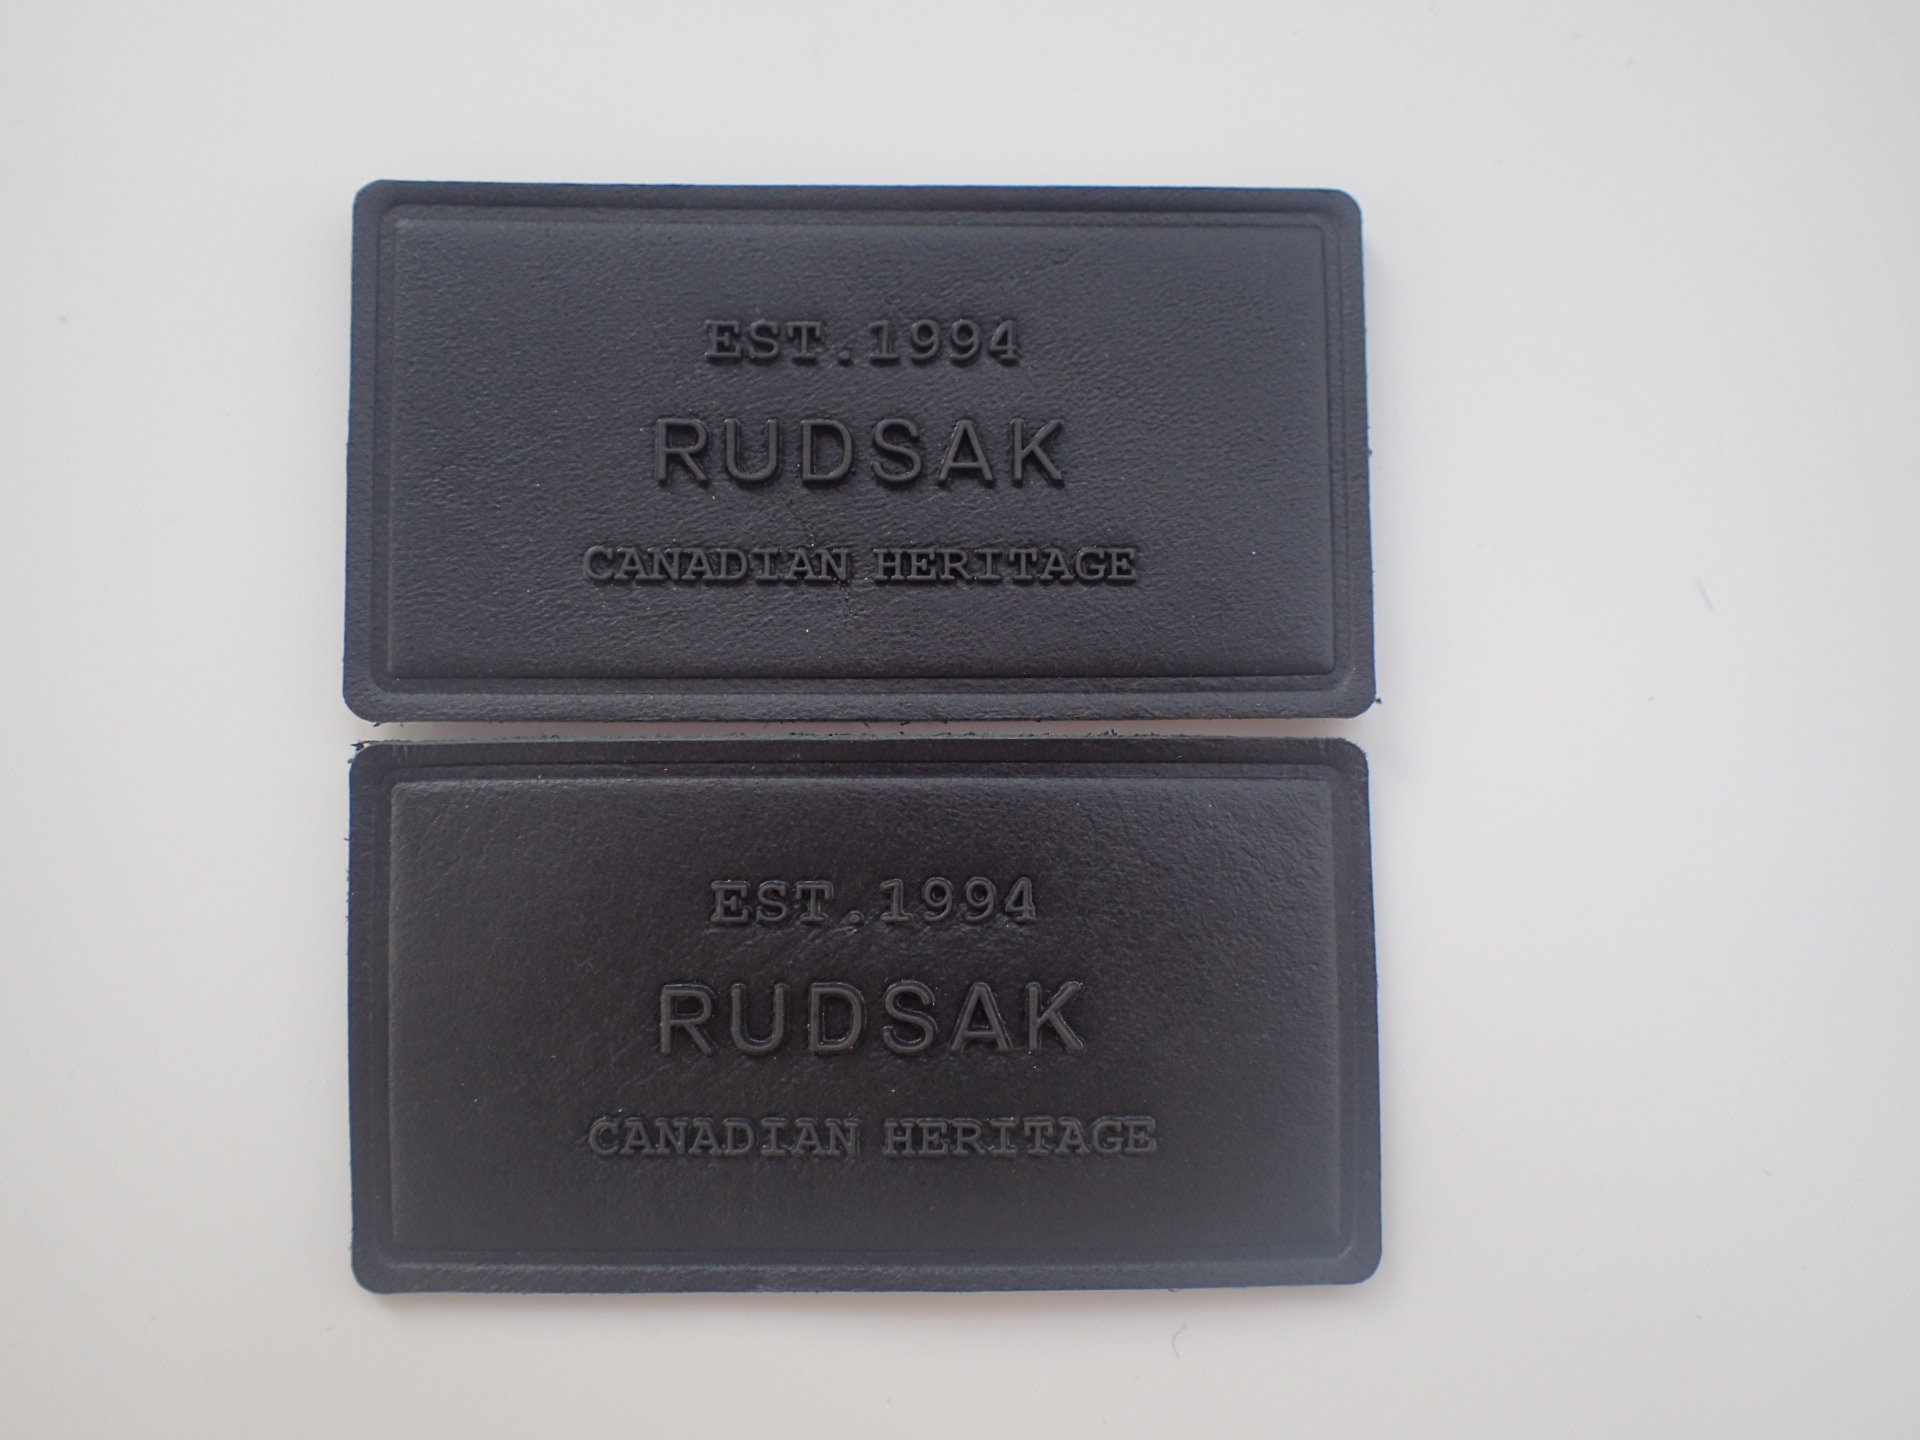 EST.1994
RUDSAK
CANADIAN HERITAGE
EST.1994
RUDSAK
CANADIAN HERITAGE